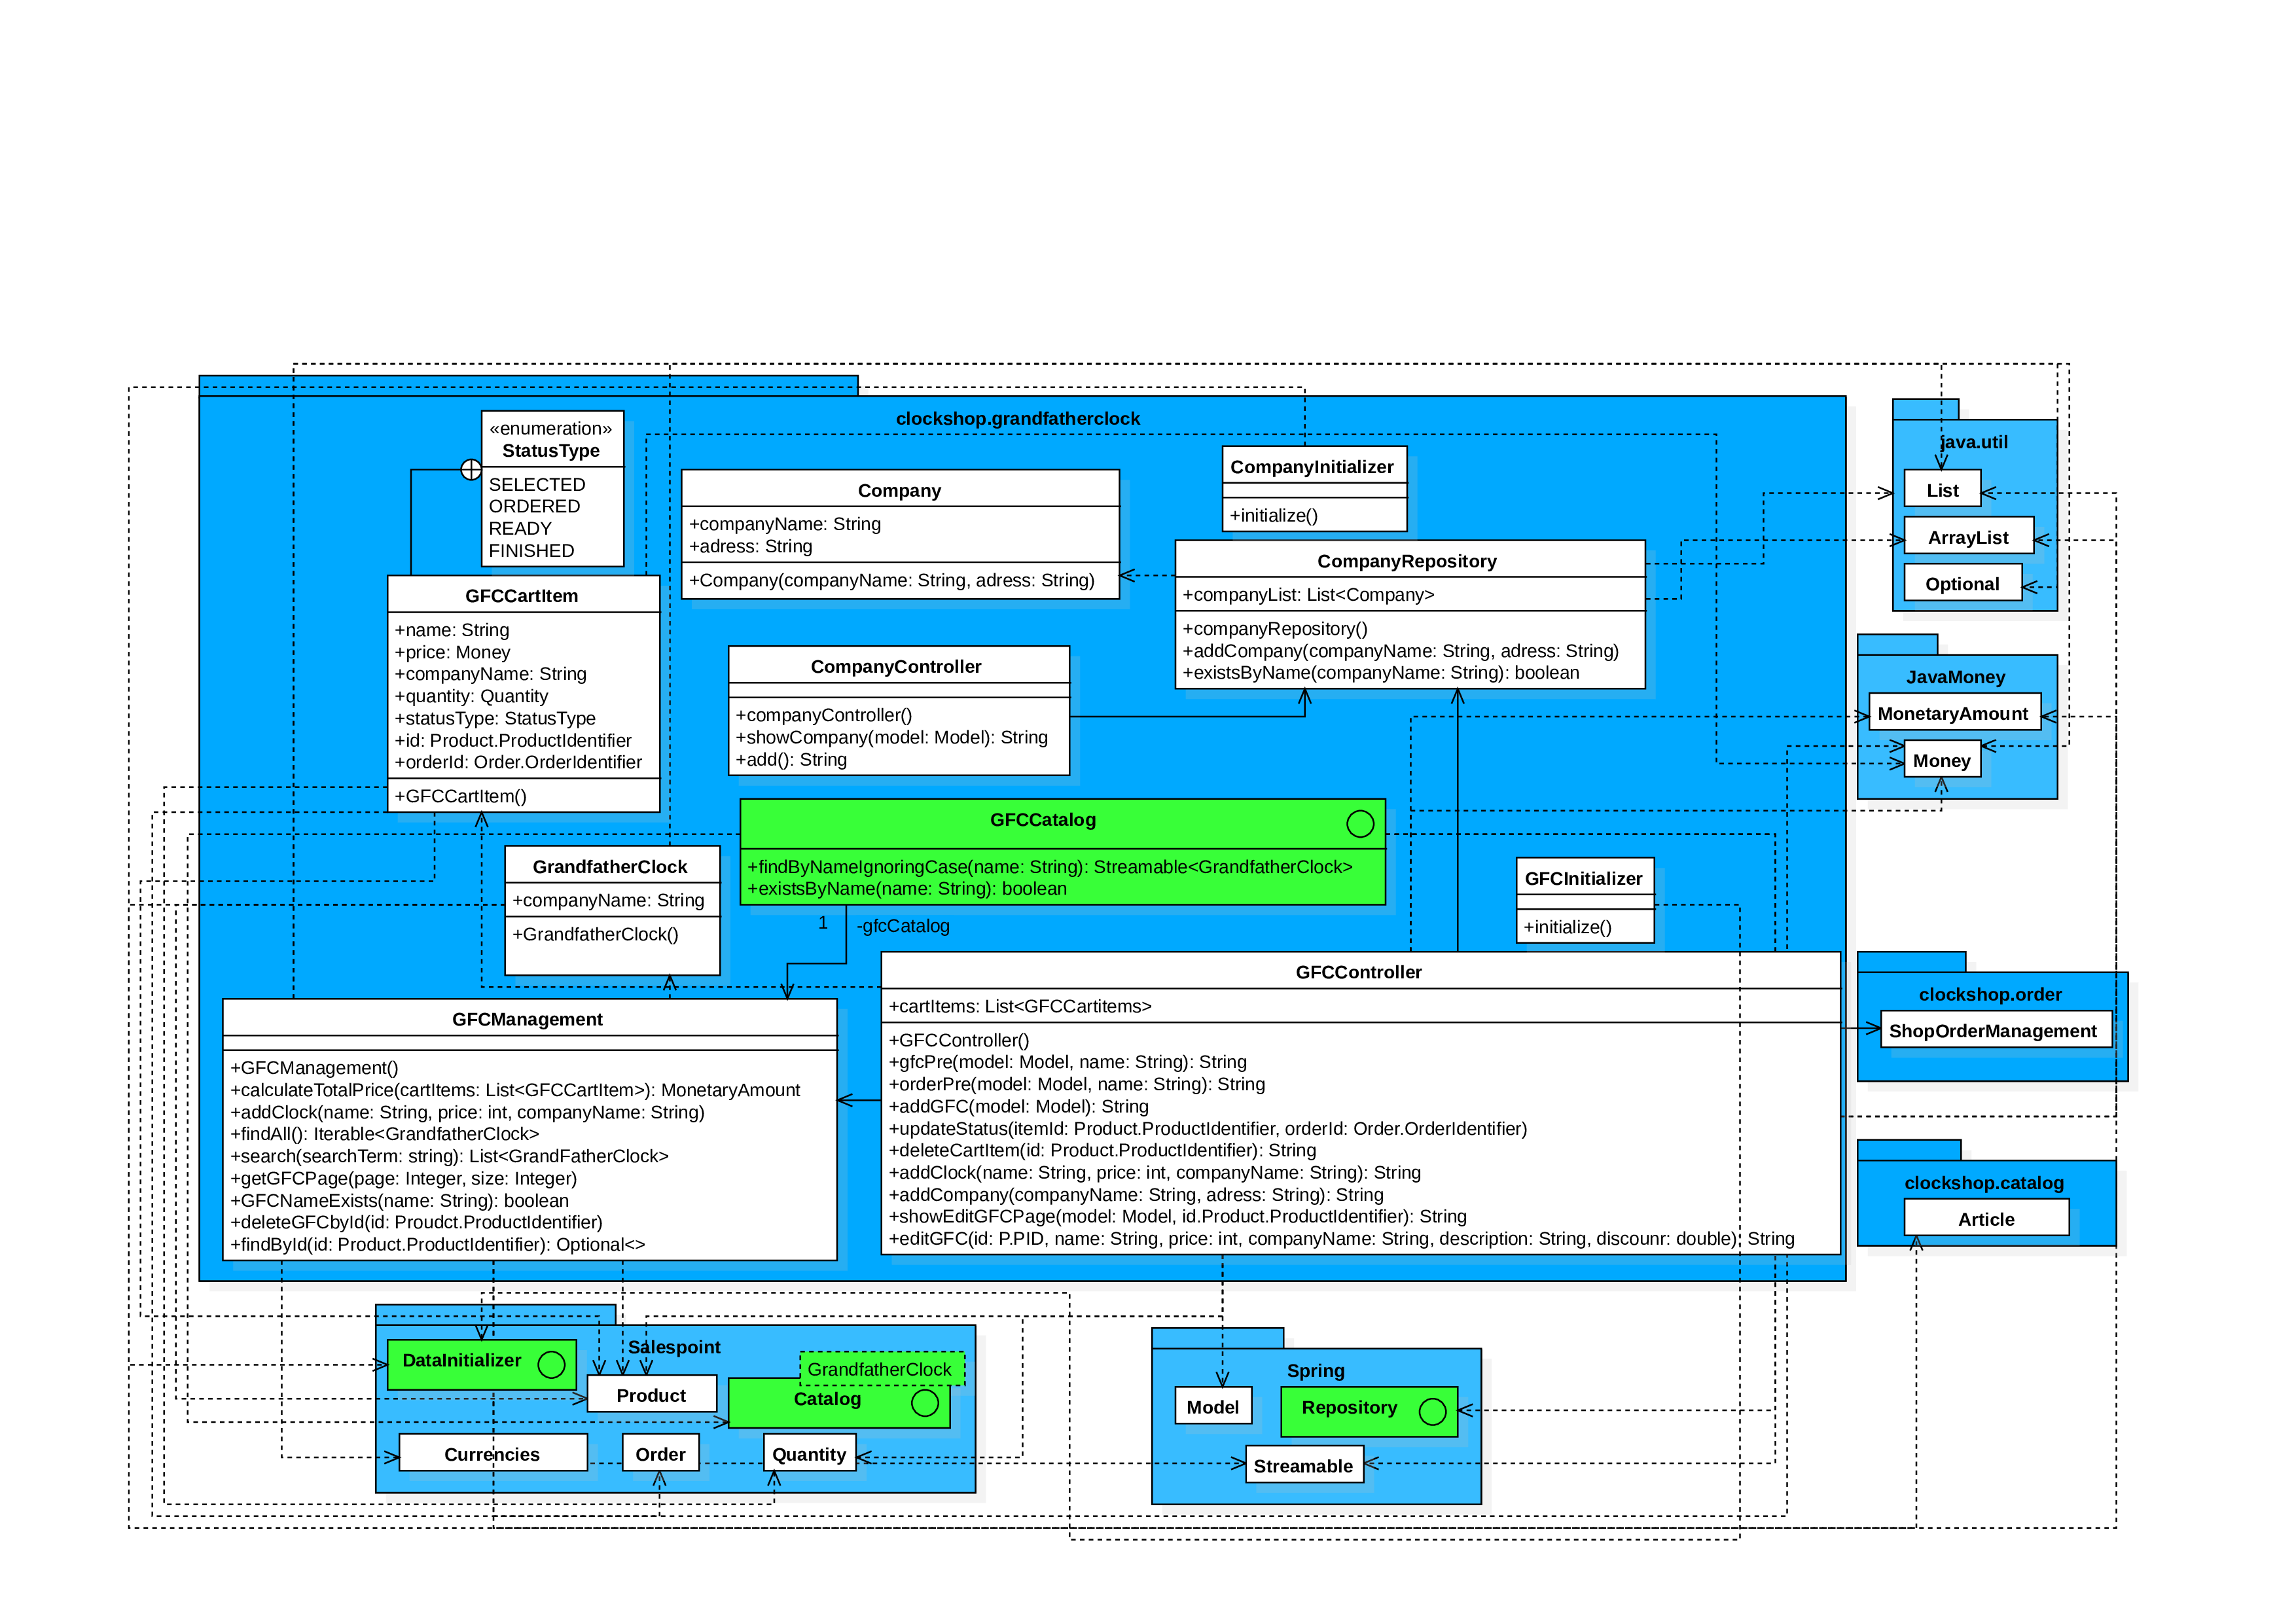 clockshop.grandfatherclock
«enumeration»
StatusType
SELECTED
ORDERED
READY
FINISHED
Company
+companyName: String
+adress: String
+Company(companyName: String, adress: String)
CompanyInitializer
+initialize()
CompanyRepository
+companyList: List<Company>
+companyRepository()
+addCompany(companyName: String, adress: String)
+existsByName(companyName: String): boolean
GFCCartItem
+name: String
+price: Money
+companyName: String
+quantity: Quantity
+statusType: StatusType
+id: Product.ProductIdentifier
+orderId: Order.OrderIdentifier
+GFCCartItem()
CompanyController
+companyController()
+showCompany(model: Model): String
+add(): String
GFCCatalog
+findByNameIgnoringCase(name: String): Streamable<GrandfatherClock>
+existsByName(name: String): boolean
1
-gfcCatalog
GrandfatherClock
+companyName: String
+GrandfatherClock()
GFCInitializer
+initialize()
GFCManagement
+GFCManagement()
+calculateTotalPrice(cartItems: List<GFCCartItem>): MonetaryAmount
+addClock(name: String, price: int, companyName: String)
+findAll(): Iterable<GrandfatherClock>
+search(searchTerm: string): List<GrandFatherClock>
+getGFCPage(page: Integer, size: Integer)
+GFCNameExists(name: String): boolean
+deleteGFCbyId(id: Proudct.ProductIdentifier)
+findById(id: Product.ProductIdentifier): Optional<>
GFCController
+cartItems: List<GFCCartitems>
+GFCController()
+gfcPre(model: Model, name: String): String
+orderPre(model: Model, name: String): String
+addGFC(model: Model): String
+updateStatus(itemId: Product.ProductIdentifier, orderId: Order.OrderIdentifier)
+deleteCartItem(id: Product.ProductIdentifier): String
+addClock(name: String, price: int, companyName: String): String
+addCompany(companyName: String, adress: String): String
+showEditGFCPage(model: Model, id.Product.ProductIdentifier): String
+editGFC(id: P.PID, name: String, price: int, companyName: String, description: String, discounr: double): String
java.util
List
ArrayList
Optional
JavaMoney
MonetaryAmount
Money
clockshop.order
ShopOrderManagement
clockshop.catalog
Article
Salespoint
DataInitializer
Product
GrandfatherClock
Catalog
Currencies
Order
Quantity
Spring
Model
Repository
Streamable